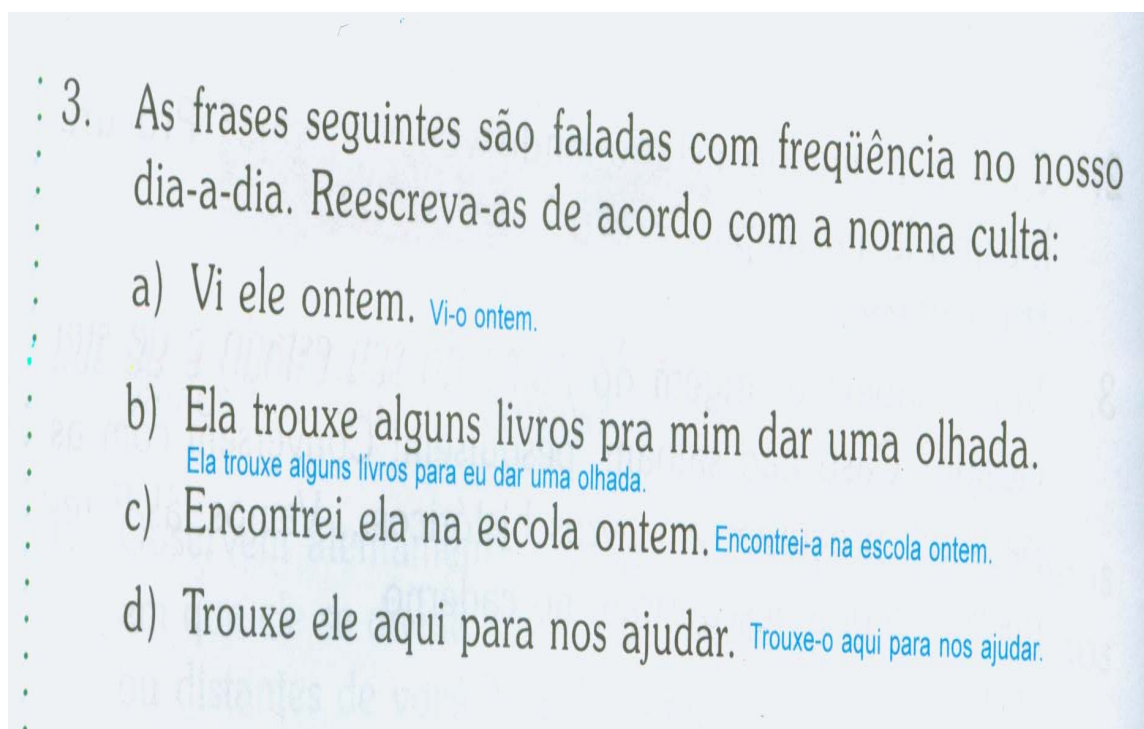 3. As frases seguintes são faladas com freqüência no nosso
dia-a-dia. Reescreva-as de acordo com a norma culta:
a) Vi ele ontem. Vi-o ontem.
b) Ela trouxe alguns livros pra mim dar uma olhada.
Ela trouxe alguns livros para eu dar uma olhada.
c) Encontrei ela na escola ontem. Encontrei-a na escola ontem.
d) Trouxe ele aqui para nos ajudar. Trouxe-o aqui para nos ajudar.